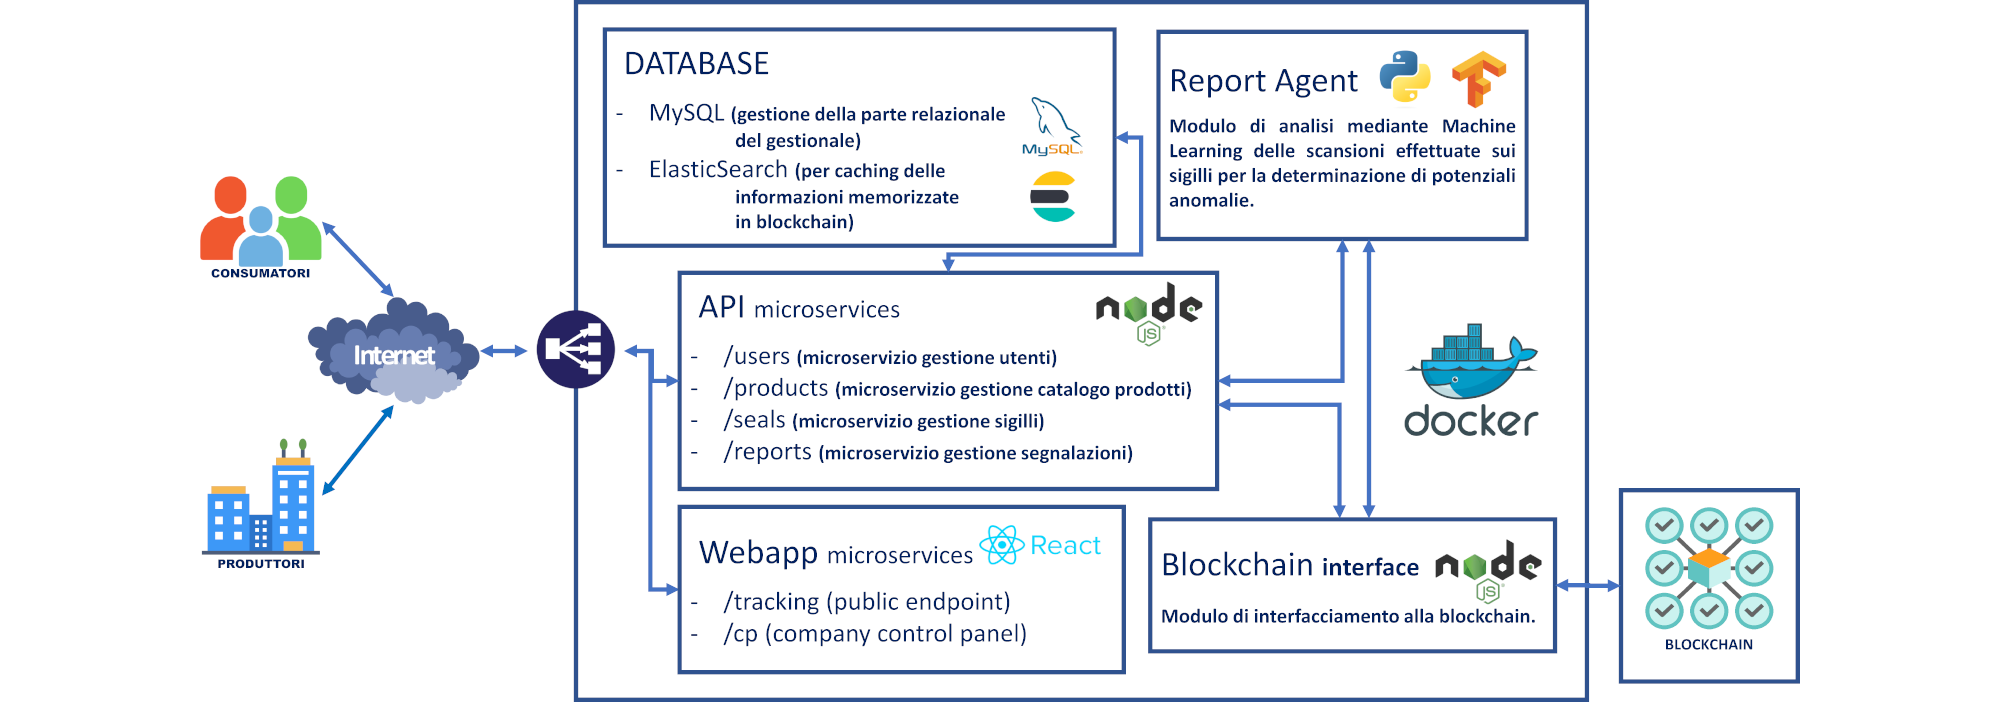 DATABASE
- MySQL (gestione della parte relazionale
del gestionale)
- ElasticSearch (per caching delle
informazioni memorizzate
in blockchain)
MySQL.
Report Agent
Modulo di analisi mediante Machine
Learning delle scansioni effettuate sui
sigilli per la determinazione di potenziali
anomalie.
CONSUMATORI
Internet
PRODUTTORI
API microservices
node
JS
- /users (microservizio gestione utenti)
- /products (microservizio gestione catalogo prodotti)
- /seals (microservizio gestione sigilli)
- /reports (microservizio gestione segnalazioni)
docker
Webapp microservices
React
- /tracking (public endpoint)
- /cp (company control panel)
Blockchain interface
node
JS
Modulo di interfacciamento alla blockchain.
BLOCKCHAIN